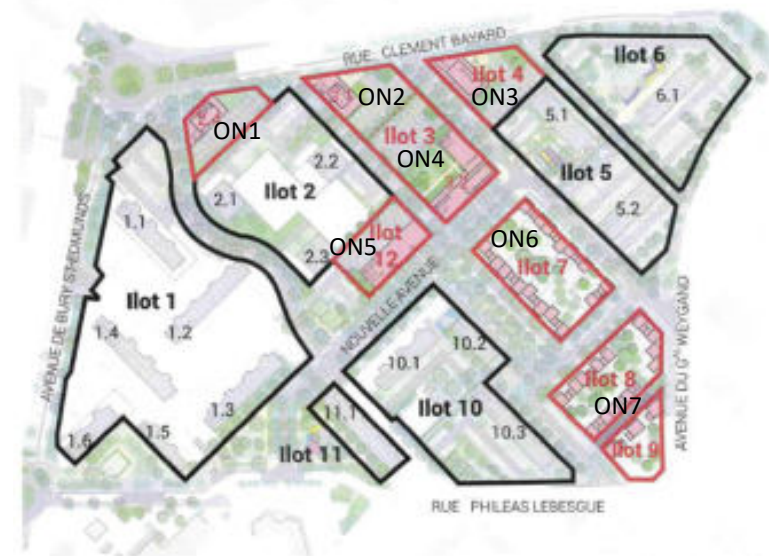 RUE CLEMENT BAYARD
Ilot 6
6.1
Ilot 4
ON3
ON2
ON1
Ilot 3
ON4
5.1
Ilot 5
5.2
2.2
Ilot 2
2.1
2.3
ON5
Ilot
12
ON6
Ilot 7
1.1
Ilot 1
1.4
1.2
1.3
1.5
1.6
AVENUE DE BURY ST-EDMUNDS
NOUVELLE AVENUE
10.1
10.2
Ilot 10
10.3
11.1
Ilot 11
Ilot 8
ON7
Ilot 9
AVENUE DU Gal WEYGAND
RUE PHILEAS LEBESGUE